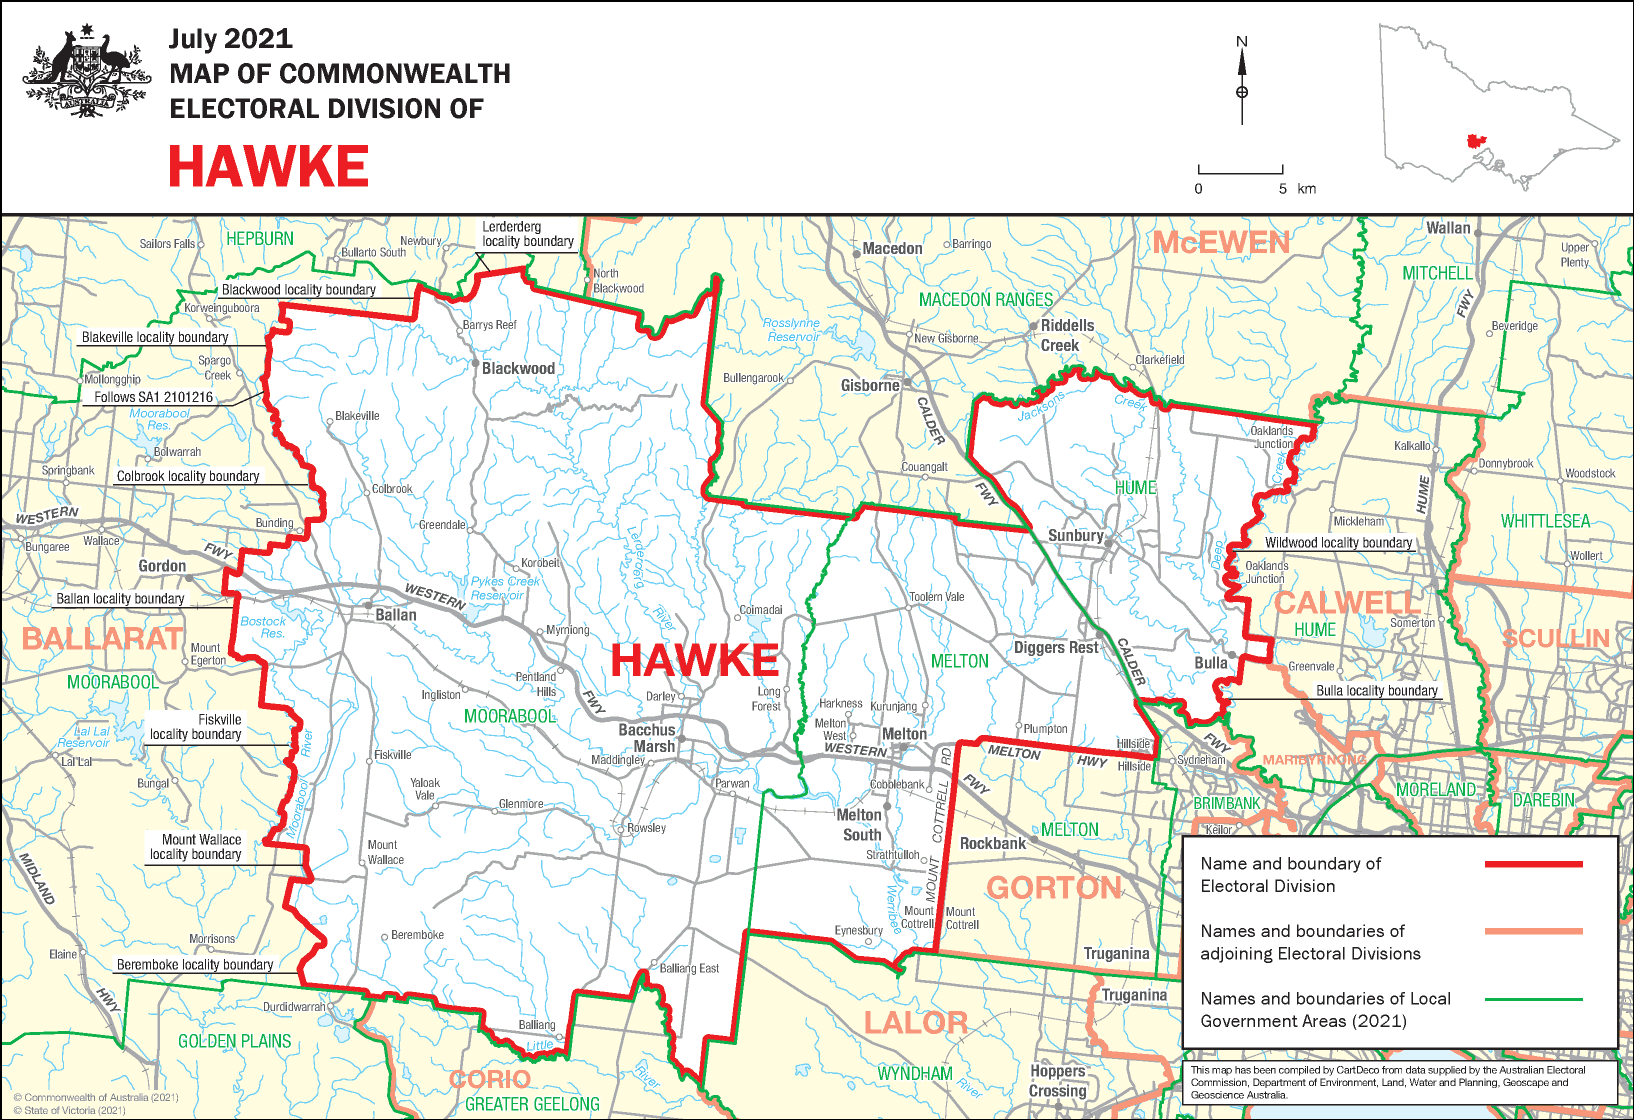 July 2021
MAP OF COMMONWEALTH
ELECTORAL DIVISION OF
HAWKE
AUSTRALIA
N
0 5 km
Sailors Falls
HEPBURN
Newbury
Bullarto South
Lerderderg
locality boundary
North
Blackwood
Macedon
Barringo
McEWEN
Wallan
Upper
Plenty
MITCHELL
FWY
Blackwood locality boundary
Korweinguboora
MACEDON RANGES
Rosslynne
Reservoir
Riddells
Creek
New Gisborne
Beveridge
Barrys Reef
Blakeville locality boundary
Spargo
Creek
Blackwood
Clarkefield
Mollongghip
Bullengarook
Gisborne
Follows SA1 2101216
Moorabool
Res.
Blakeville
CALDER
Jacksons
Creek
Oaklands
Junction
Creek
Kalkallo
Bolwarrah
Springbank
Colbrook locality boundary
Couangalt
Donnybrook
Woodstock
Colbrook
FWY
HUME
HUME
WESTERN
Bunding
Greendale
Mickleham
WHITTLESEA
Bungaree
Wallace
FWY
Lerderderg
River
Sunbury
Deep
Wildwood locality boundary
Wollert
Gordon
Korobeit
Oaklands
Junction
Pykes Creek
Reservoir
WESTERN
Ballan locality boundary
Ballan
Coimadai
Toolern Vale
CALWELL
HUME
Somerton
BALLARAT
Bostock
Res.
Myrniong
SCULLIN
Mount
Egerton
HAWKE
Diggers Rest
CALDER
Bulla
Greenvale
MELTON
MOORABOOL
Pentland
Hills
Ingliston
Darley
Long
Forest
Bulla locality boundary
FWY
Harkness
Kurunjang
MOORABOOL
Fiskville
locality boundary
Lal Lal
Reservoir
River
Bacchus
Marsh
Melton
West
Melton
Plumpton
Hillside
FWY
WESTERN
RD
MELTON
HWY
Hillside
Sydneham
MARIBYRNONG
Lal Lal
Fiskville
Maddingley
Bungal
Moorabool
Yaloak
Vale
Parwan
Cobblebank
FWY
MORELAND
DAREBIN
Glenmore
BRIMBANK
Melton
South
COTTRELL
Rowsley
MELTON
Keilor
Mount Wallace
locality boundary
Mount
Wallace
Rockbank
Strathtulloh
MIDLAND
MOUNT
GORTON
Werribee
Mount
Cottrell
Mount
Cottrell
Morrisons
Beremboke
Eynesbury
Elaine
Beremboke locality boundary
Balliang East
Truganina
HWY
Durdidwarrah
Truganina
Balliang
LALOR
GOLDEN PLAINS
Little
River
CORIO
WYNDHAM
River
Hoppers
Crossing
GREATER GEELONG
Name and boundary of
Electoral Division
Names and boundaries of
adjoining Electoral Divisions
Names and boundaries of Local
Government Areas (2021)
This map has been compiled by CartDeco from data supplied by the Australian Electoral
Commission, Department of Environment, Land, Water and Planning, Geoscape and
Geoscience Australia.
© Commonwealth of Australia (2021)
© State of Victoria (2021)